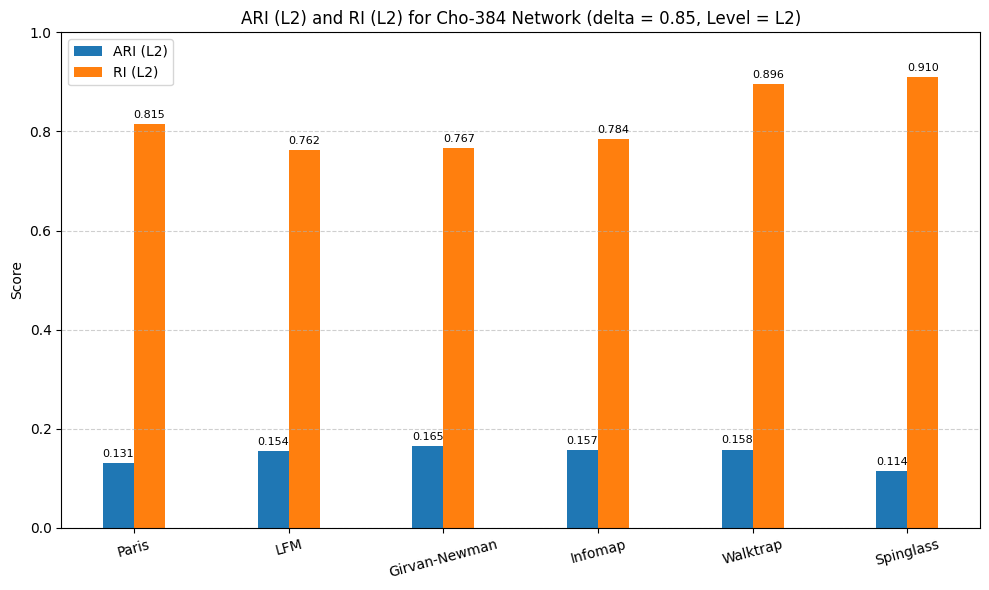 ARI (L2) and RI (L2) for Cho-384 Network (delta = 0.85, Level = L2)
ARI (L2)
RI (L2)
Score
1.0
0.8
0.6
0.4
0.2
0.0
0.131
0.815
0.154
0.762
0.165
0.767
0.157
0.784
0.158
0.896
0.114
0.910
Paris
LFM
Girvan-Newman
Infomap
Walktrap
Spinglass